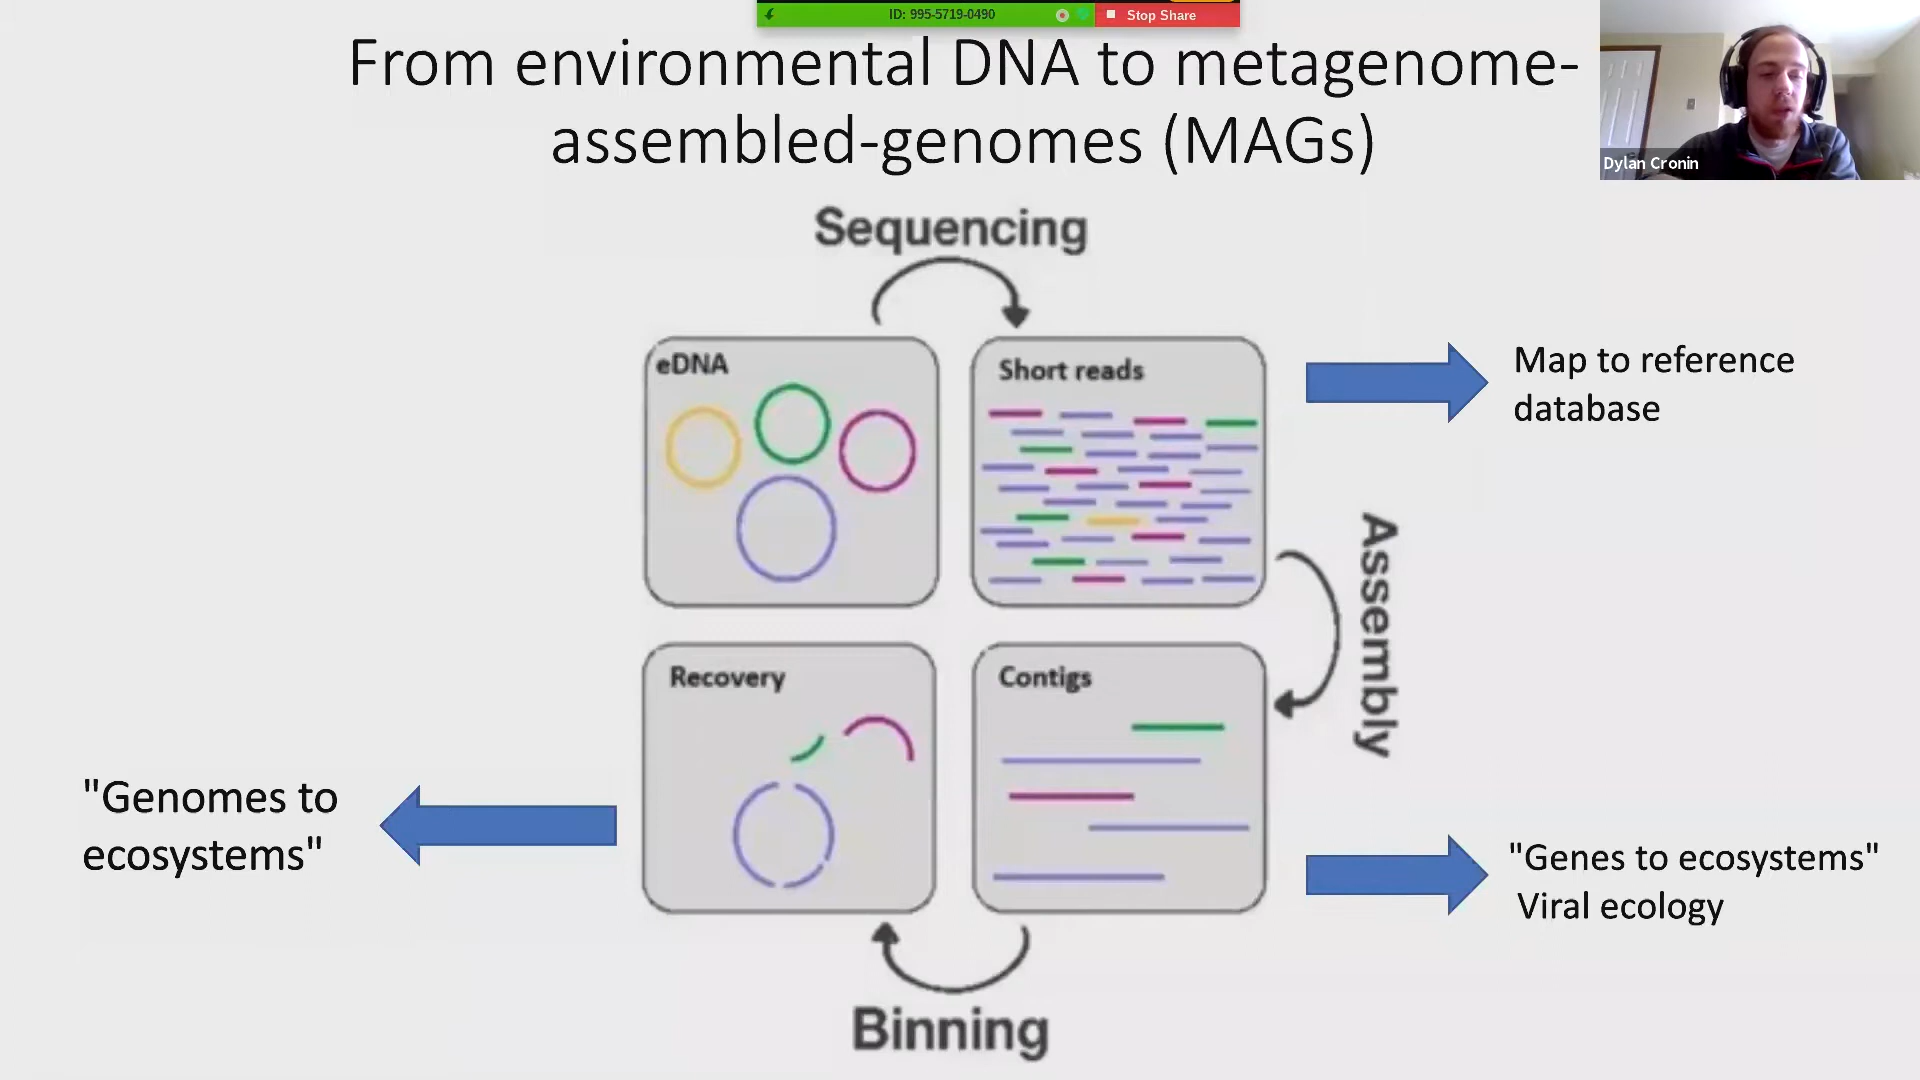 ID: 995-5719-0490
Stop Share
From environmental DNA to metagenome-
assembled-genomes (MAGs)
Dylan Cronin
Sequencing
eDNA
Short reads
Map to reference
database
Assembly
Recovery
Contigs
"Genomes to
ecosystems"
"Genes to ecosystems"
Viral ecology
Binning